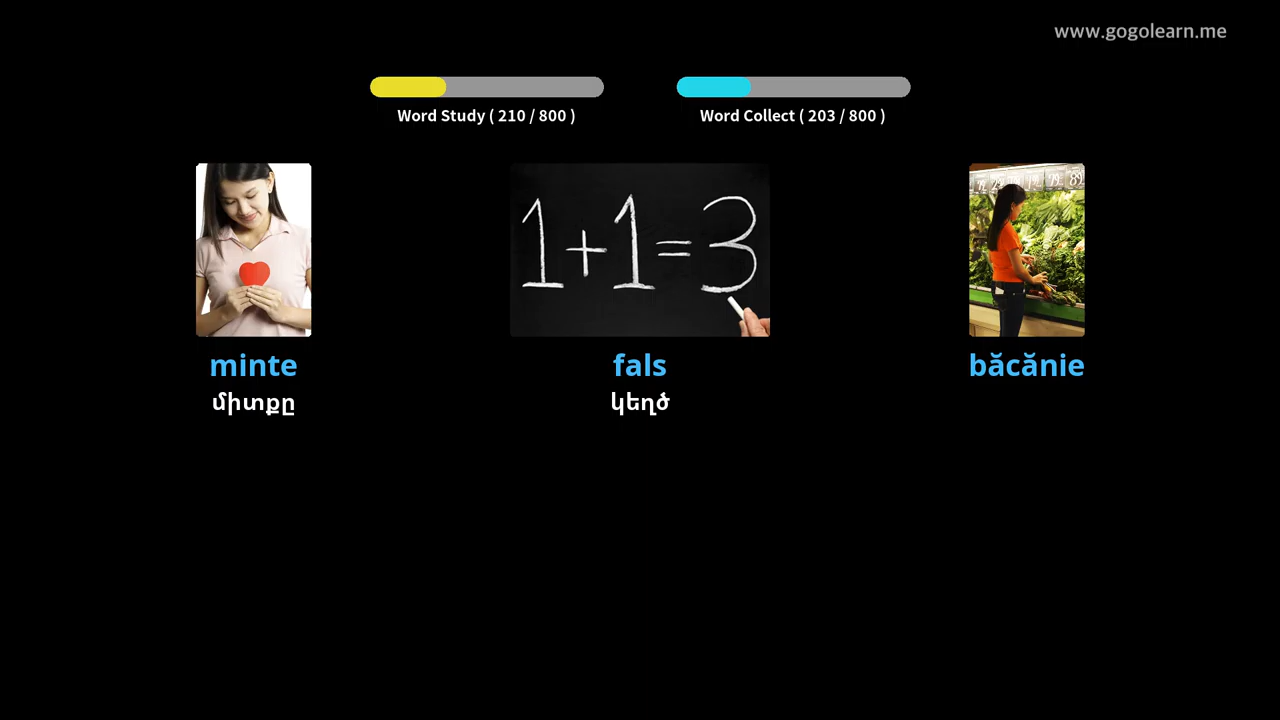 www.gogolearn.me
Word Study ( 210 / 800 )
Word Collect ( 203 / 800 )
1+1=3
minte
fals
băcănie
միտքը
կեղծ